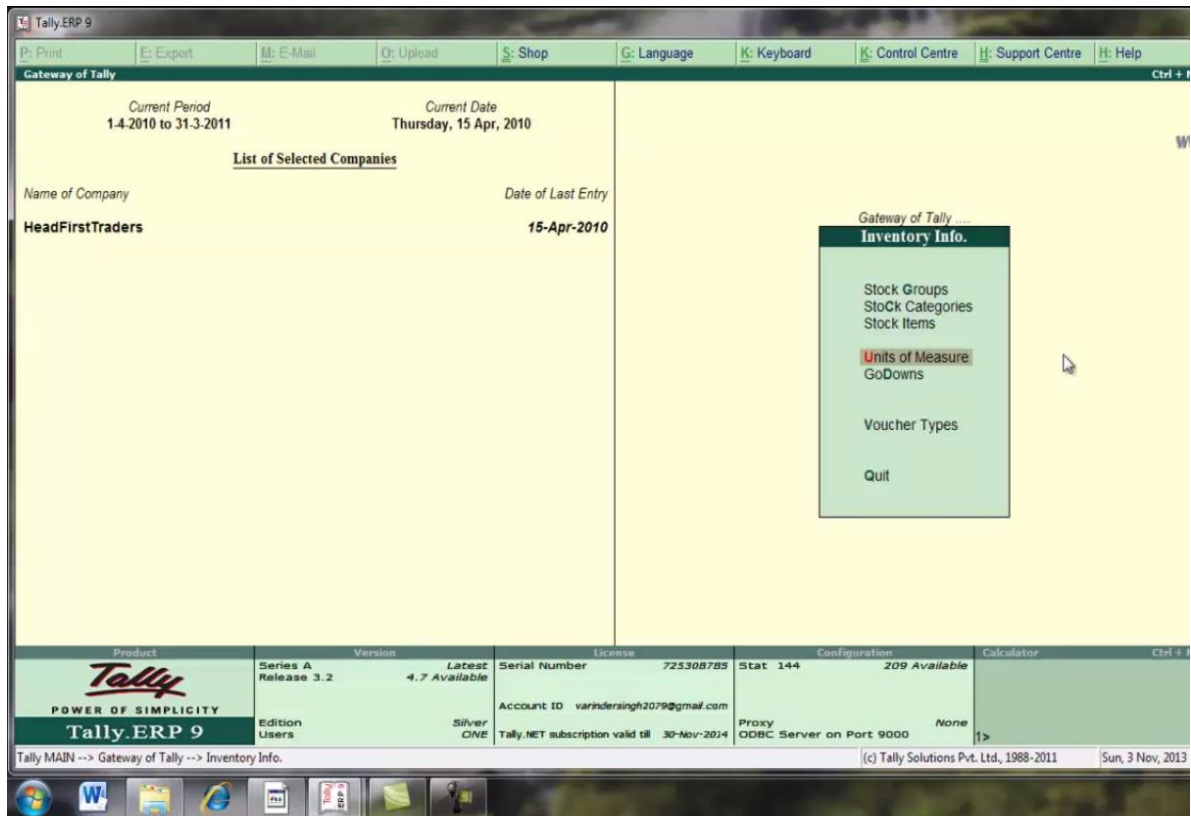 Tally.ERP 9
P: Print E: Export M: E-Mail O: Upload S: Shop G: Language K: Keyboard K: Control Centre H: Support Centre H: Help
Gateway of Tally Ctrl +
Current Period Current Date
1-4-2010 to 31-3-2011 Thursday, 15 Apr, 2010
List of Selected Companies
Name of Company Date of Last Entry
HeadFirstTraders 15-Apr-2010
Gateway of Tally ....
Inventory Info.
Stock Groups
StoCk Categories
Stock Items
Units of Measure
GoDowns
Voucher Types
Quit
Product Version License Configuration Calculator Ctrl +
Tally
POWER OF SIMPLICITY
Tally.ERP 9
Series A Latest
Release 3.2 4.7 Available
Edition Silver
Users ONE
Serial Number 725308785
Account ID varindersingh2079@gmail.com
Tally.NET subscription valid till 30-Nov-2014
Stat 144 209 Available
Proxy None
ODBC Server on Port 9000
1>
Tally MAIN --> Gateway of Tally --> Inventory Info. (c) Tally Solutions Pvt. Ltd., 1988-2011 Sun, 3 Nov, 2013